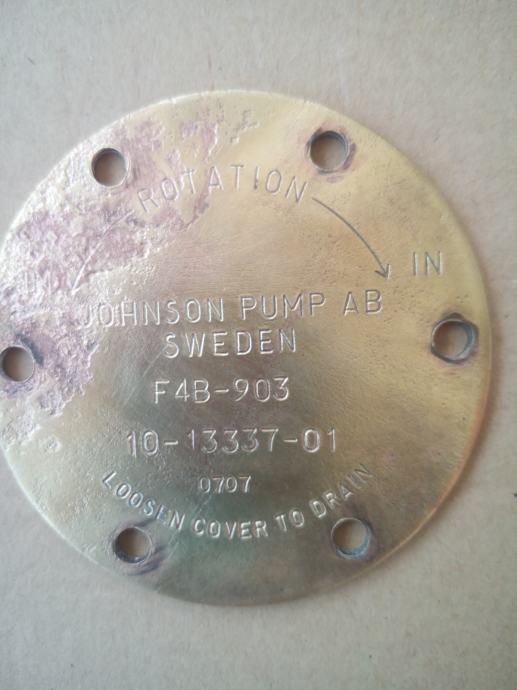 ROTATION
IN
JOHNSON PUMP AB
SWEDEN
F4B-903
10-13337-01
0707
LOOSEN COVER TO DRAIN